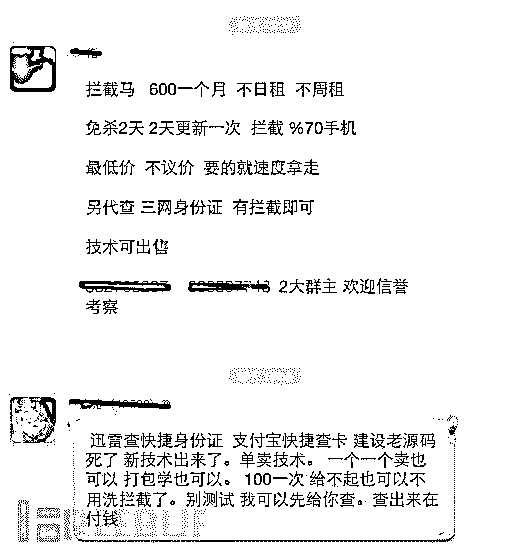 拦截马 600一个月 不日租 不周租
免杀2天 2天更新一次 拦截 %70手机
最低价 不议价 要的就速度拿走
另代查 三网身份证 有拦截即可
技术可出售
2大群主 欢迎信誉
考察
迅雷查快捷身份证 支付宝快捷查卡 建设老源码
死了 新技术出来了。单卖技术。 一个一个卖也
可以 打包学也可以。 100一次 给不起也可以不
用洗拦截了。别测试 我可以先给你查。查出来在
付钱